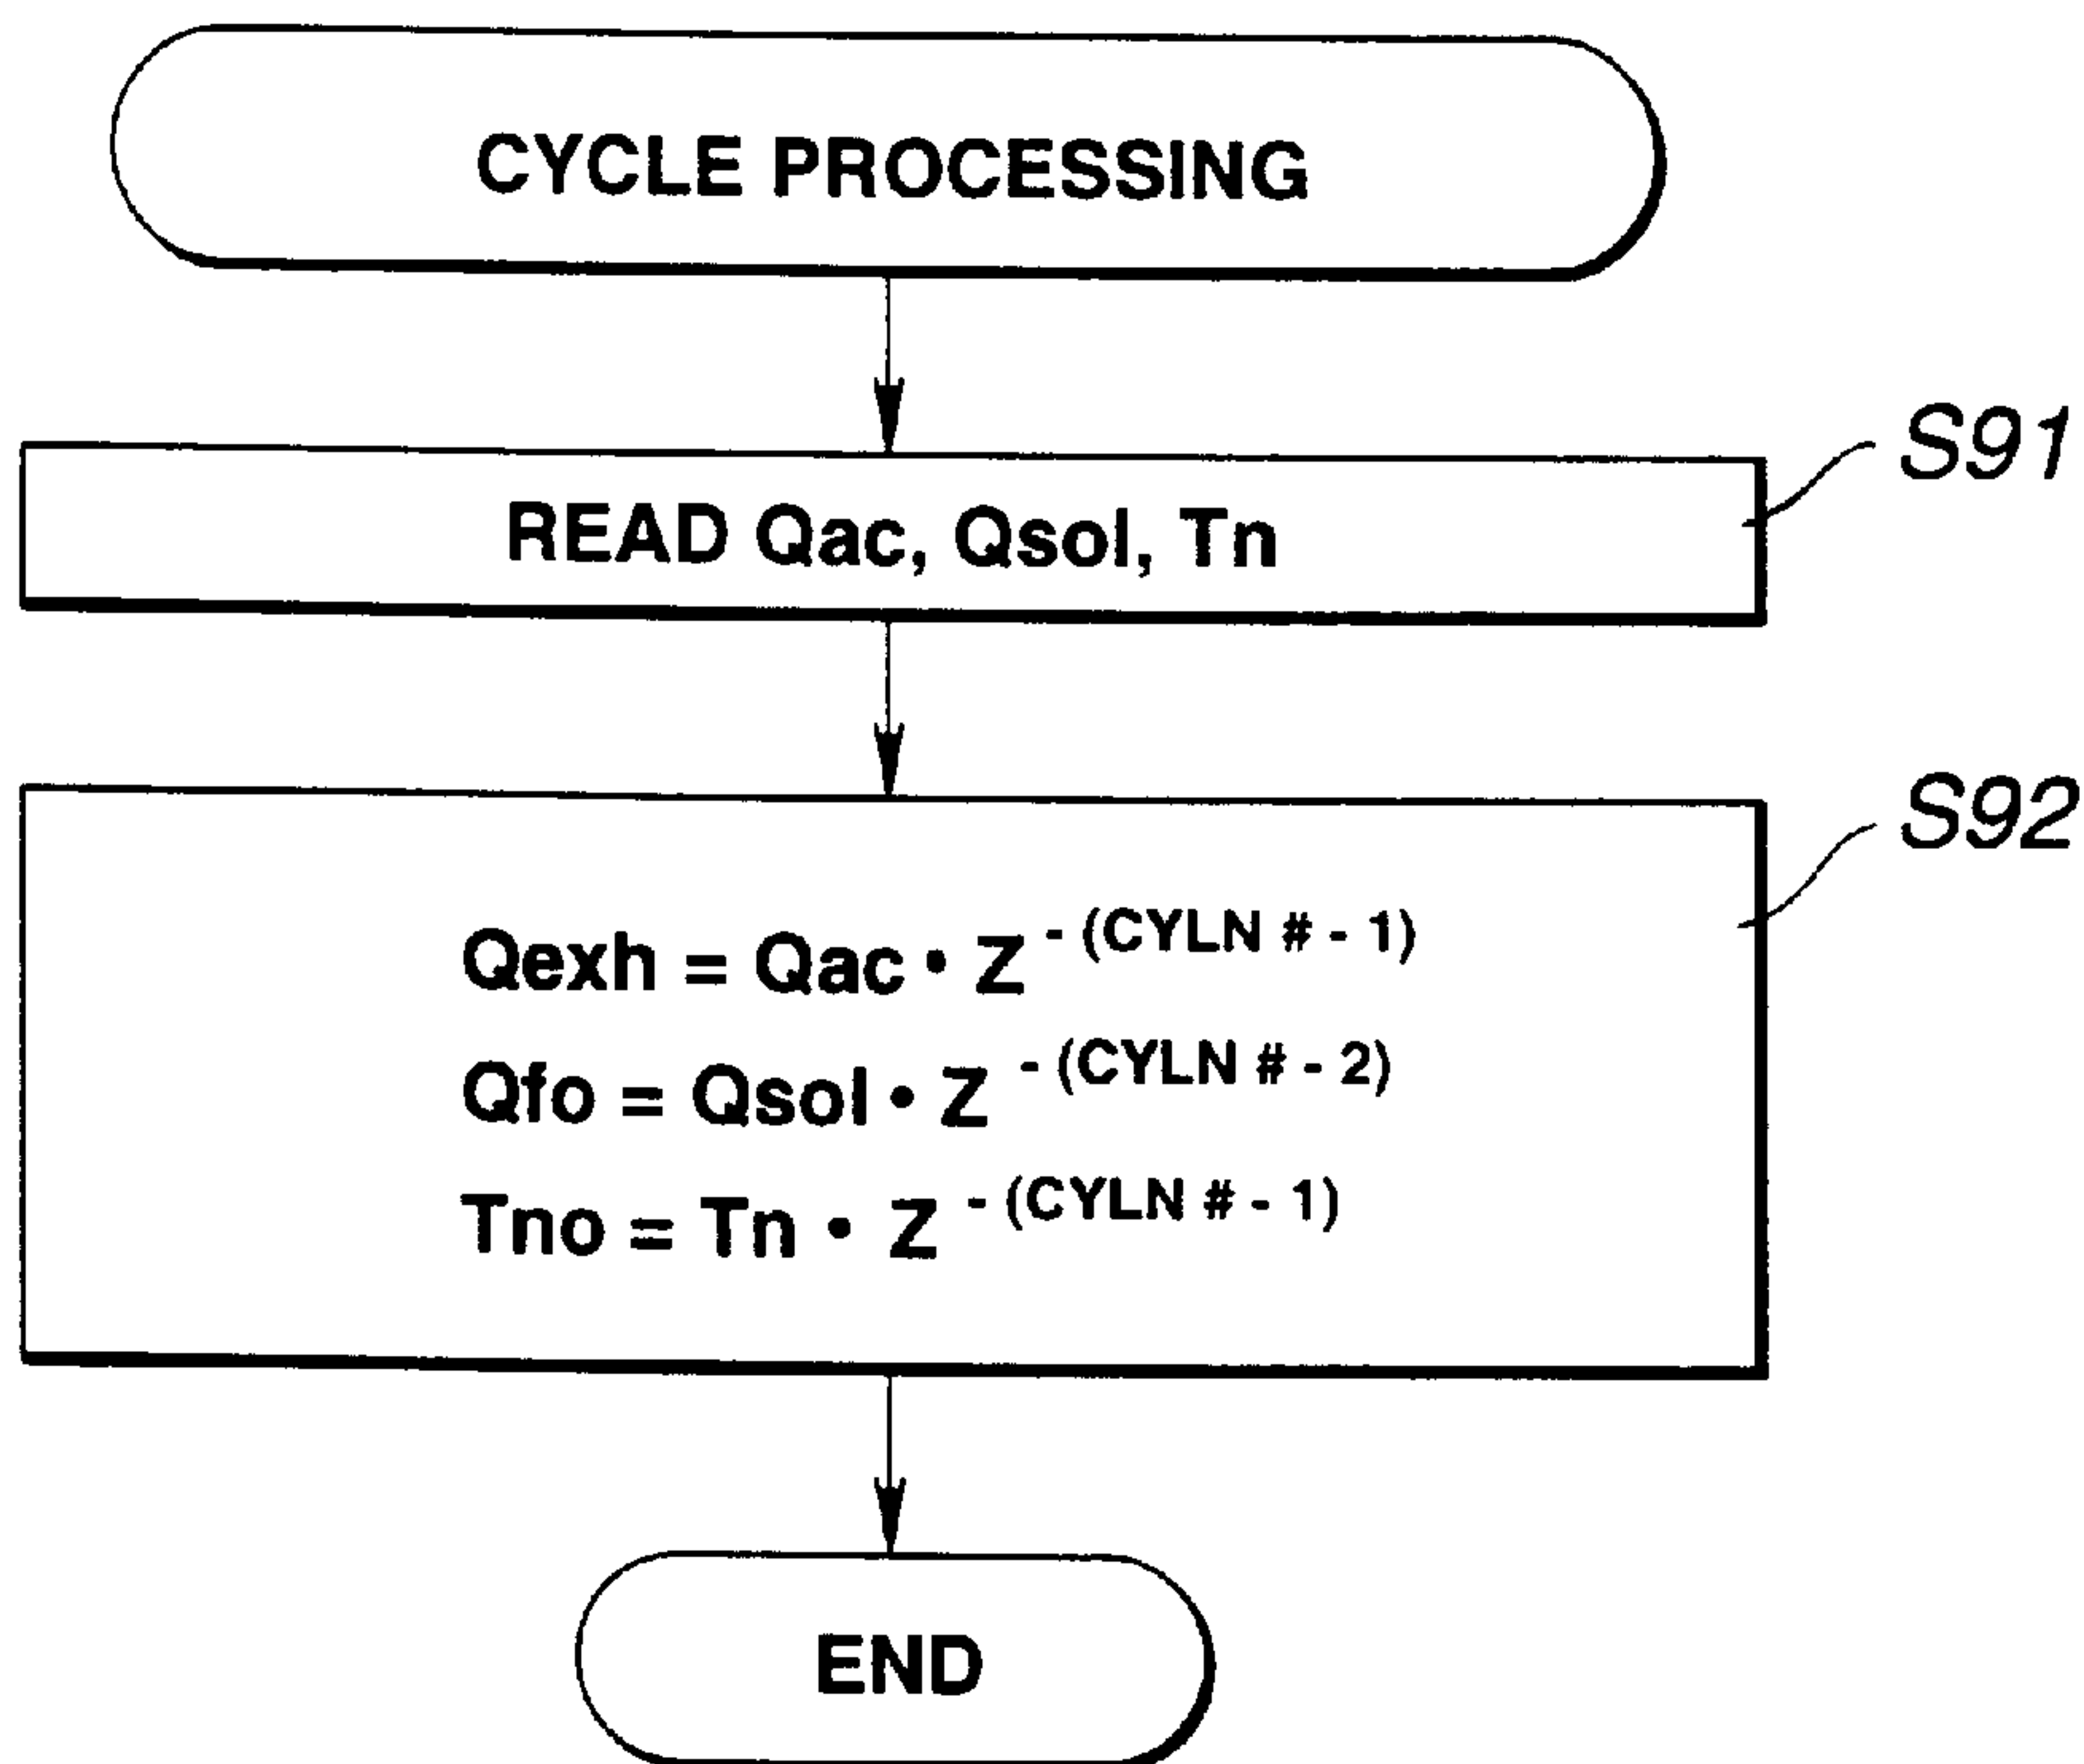 CYCLE PROCESSING
S91
READ Qac, Qsol, Tn
S92
Qexh = Qac • Z^-(CYLN # - 1)
Qfo = Qsol • Z^-(CYLN # - 2)
Tno = Tn • Z^-(CYLN # - 1)
END